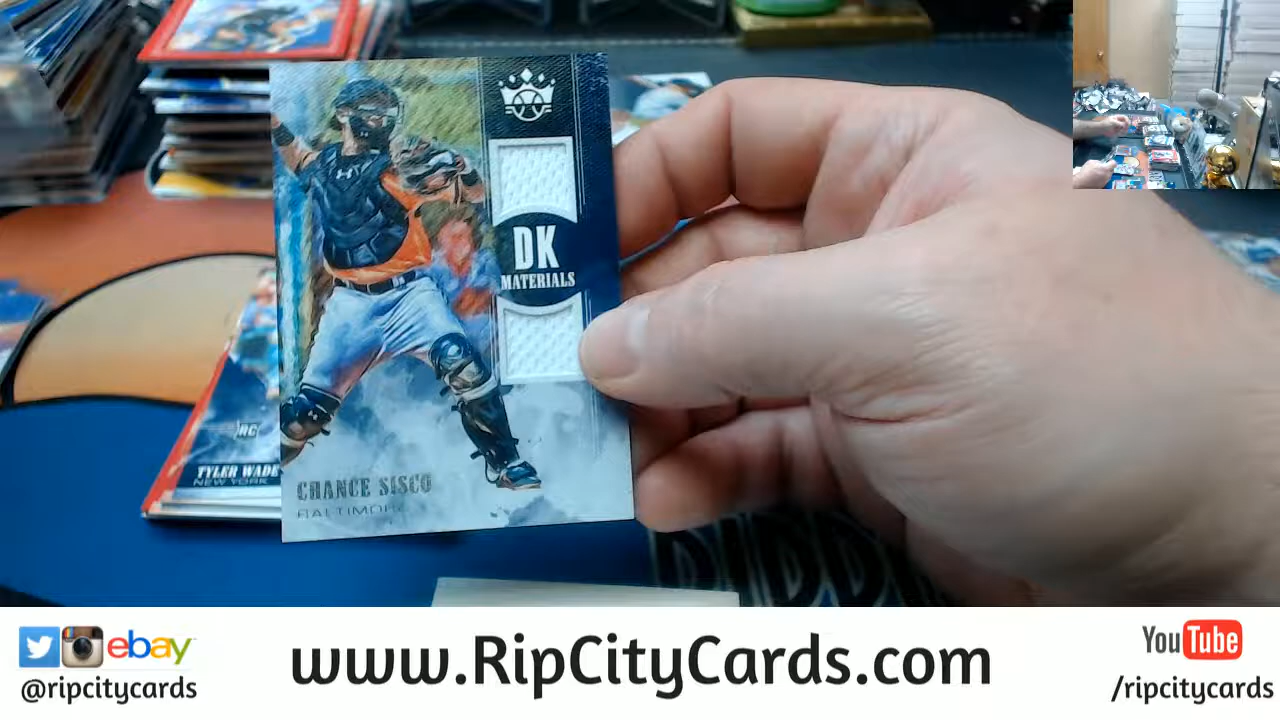 DK
MATERIALS
CHANCE SISCO
BALTIMORE
RC
TYLER WADE
NEW YORK
ebay
@ripcitycards
www.RipCityCards.com
YouTube
/ripcitycards